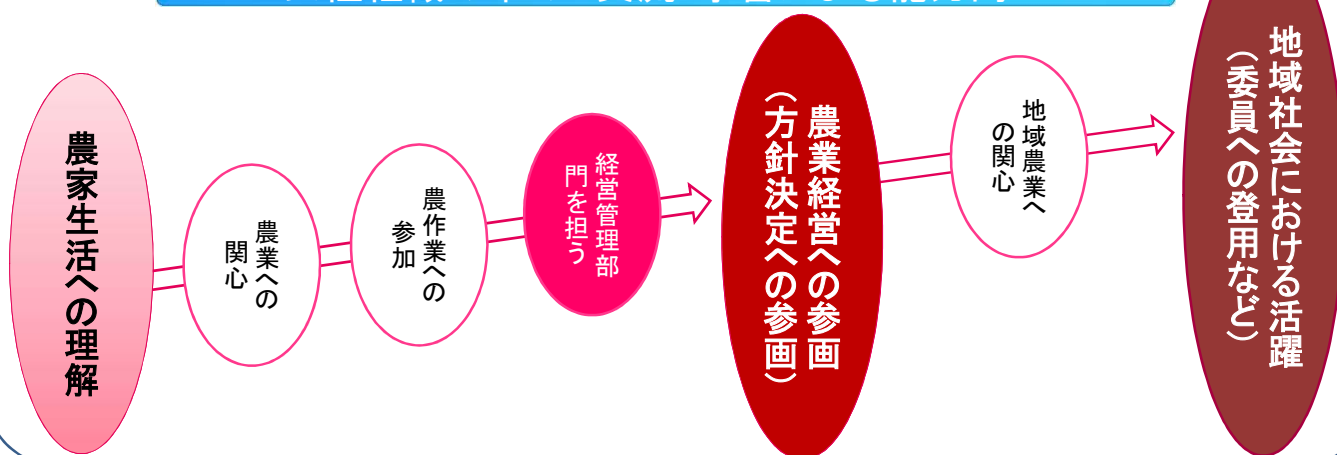 農家生活への理解
農業への
関心
農作業への
参加
経営管理部
門を担う
農業経営への参画
（方針決定への参画）
地域農業へ
の関心
地域社会における活躍
（委員への登用など）